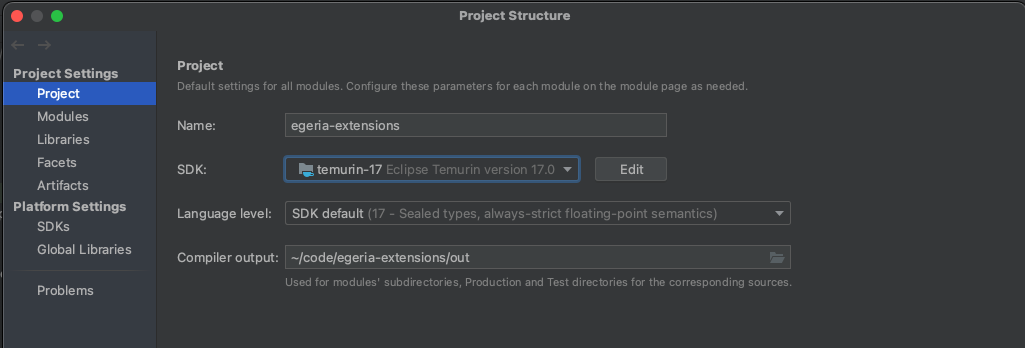 Project Structure
Project Settings
Project
Modules
Libraries
Facets
Artifacts
Platform Settings
SDKs
Global Libraries
Problems
Project
Default settings for all modules. Configure these parameters for each module on the module page as needed.
Name: egeria-extensions
SDK: temurin-17 Eclipse Temurin version 17.0 Edit
Language level: SDK default (17 - Sealed types, always-strict floating-point semantics)
Compiler output: ~/code/egeria-extensions/out
Used for modules' subdirectories, Production and Test directories for the corresponding sources.